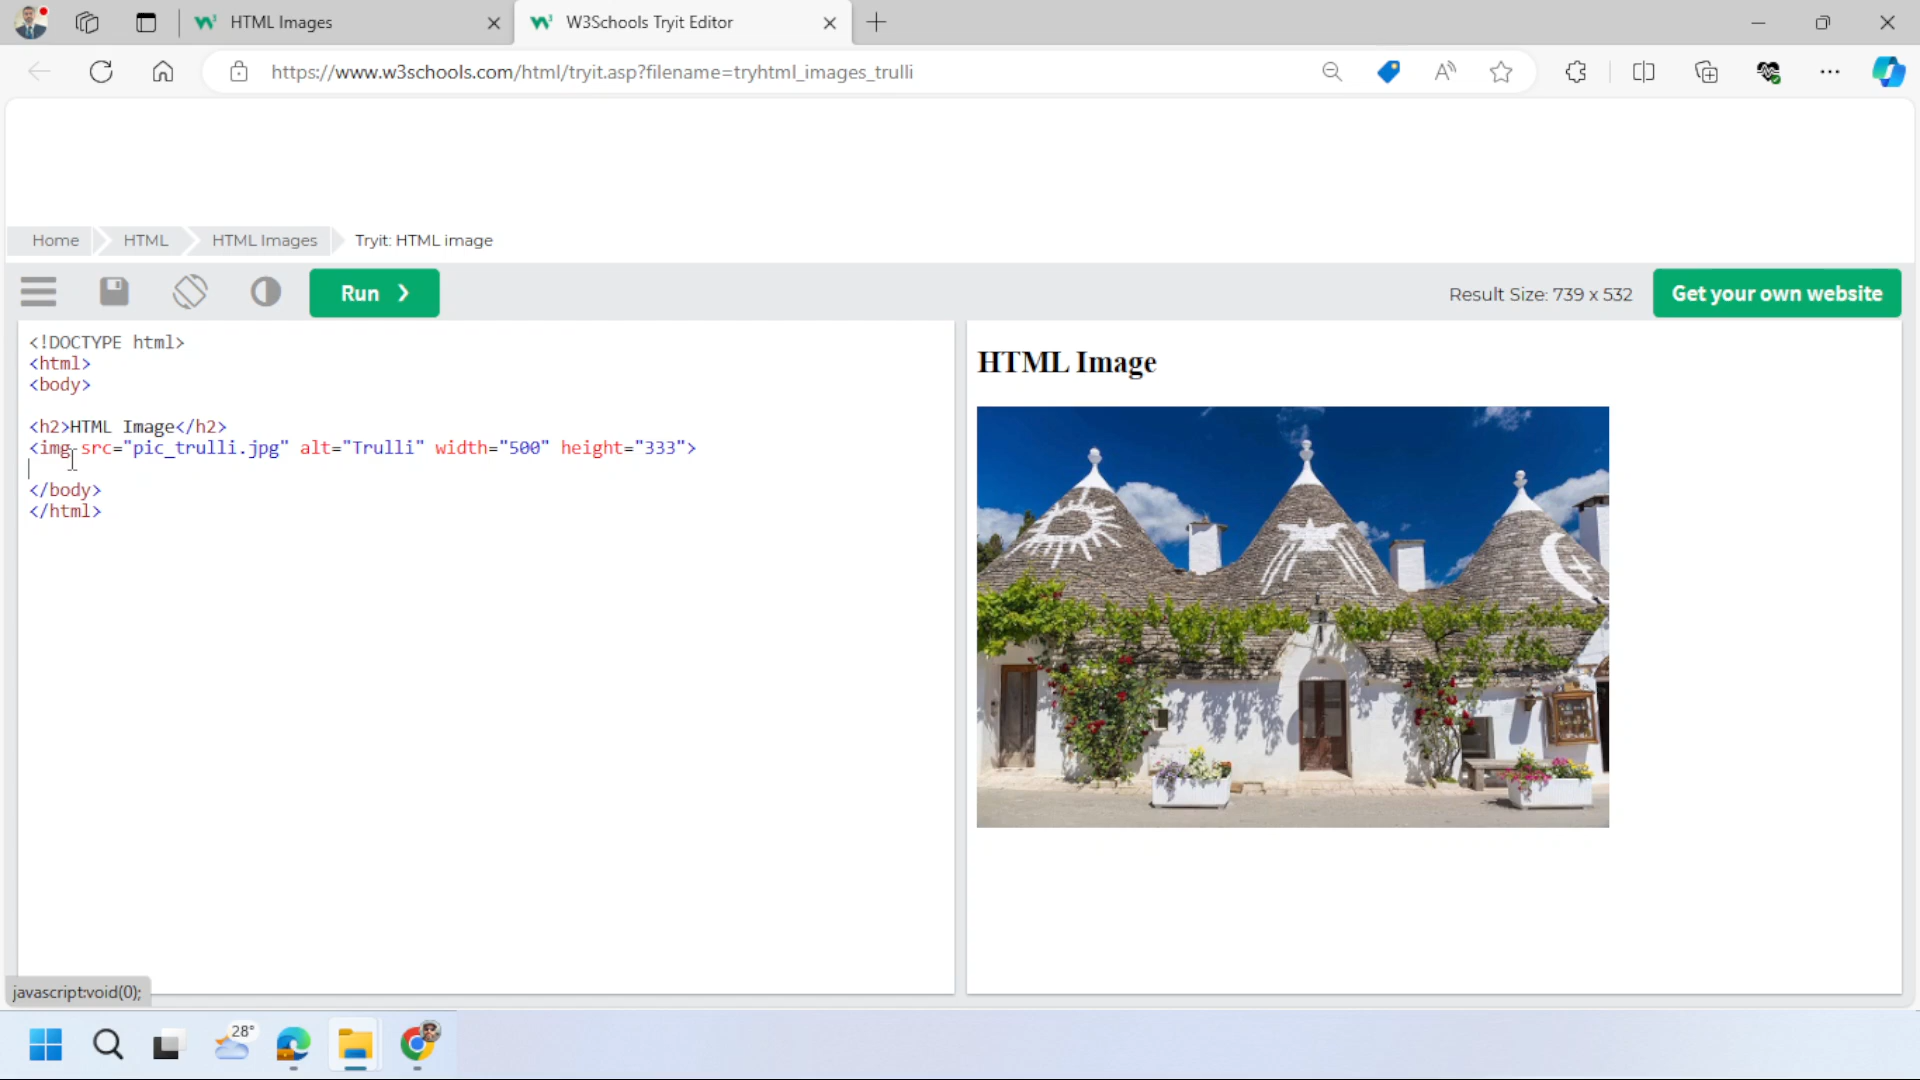 HTML Images
W3Schools Tryit Editor
https://www.w3schools.com/html/tryit.asp?filename=tryhtml_images_trulli
Home HTML HTML Images Tryit: HTML image
Run ❯
Result Size: 739 x 532
Get your own website
<!DOCTYPE html>
<html>
<body>
<h2>HTML Image</h2>
<img src="pic_trulli.jpg" alt="Trulli" width="500" height="333">
</body>
</html>
HTML Image
javascript:void(0);
28°